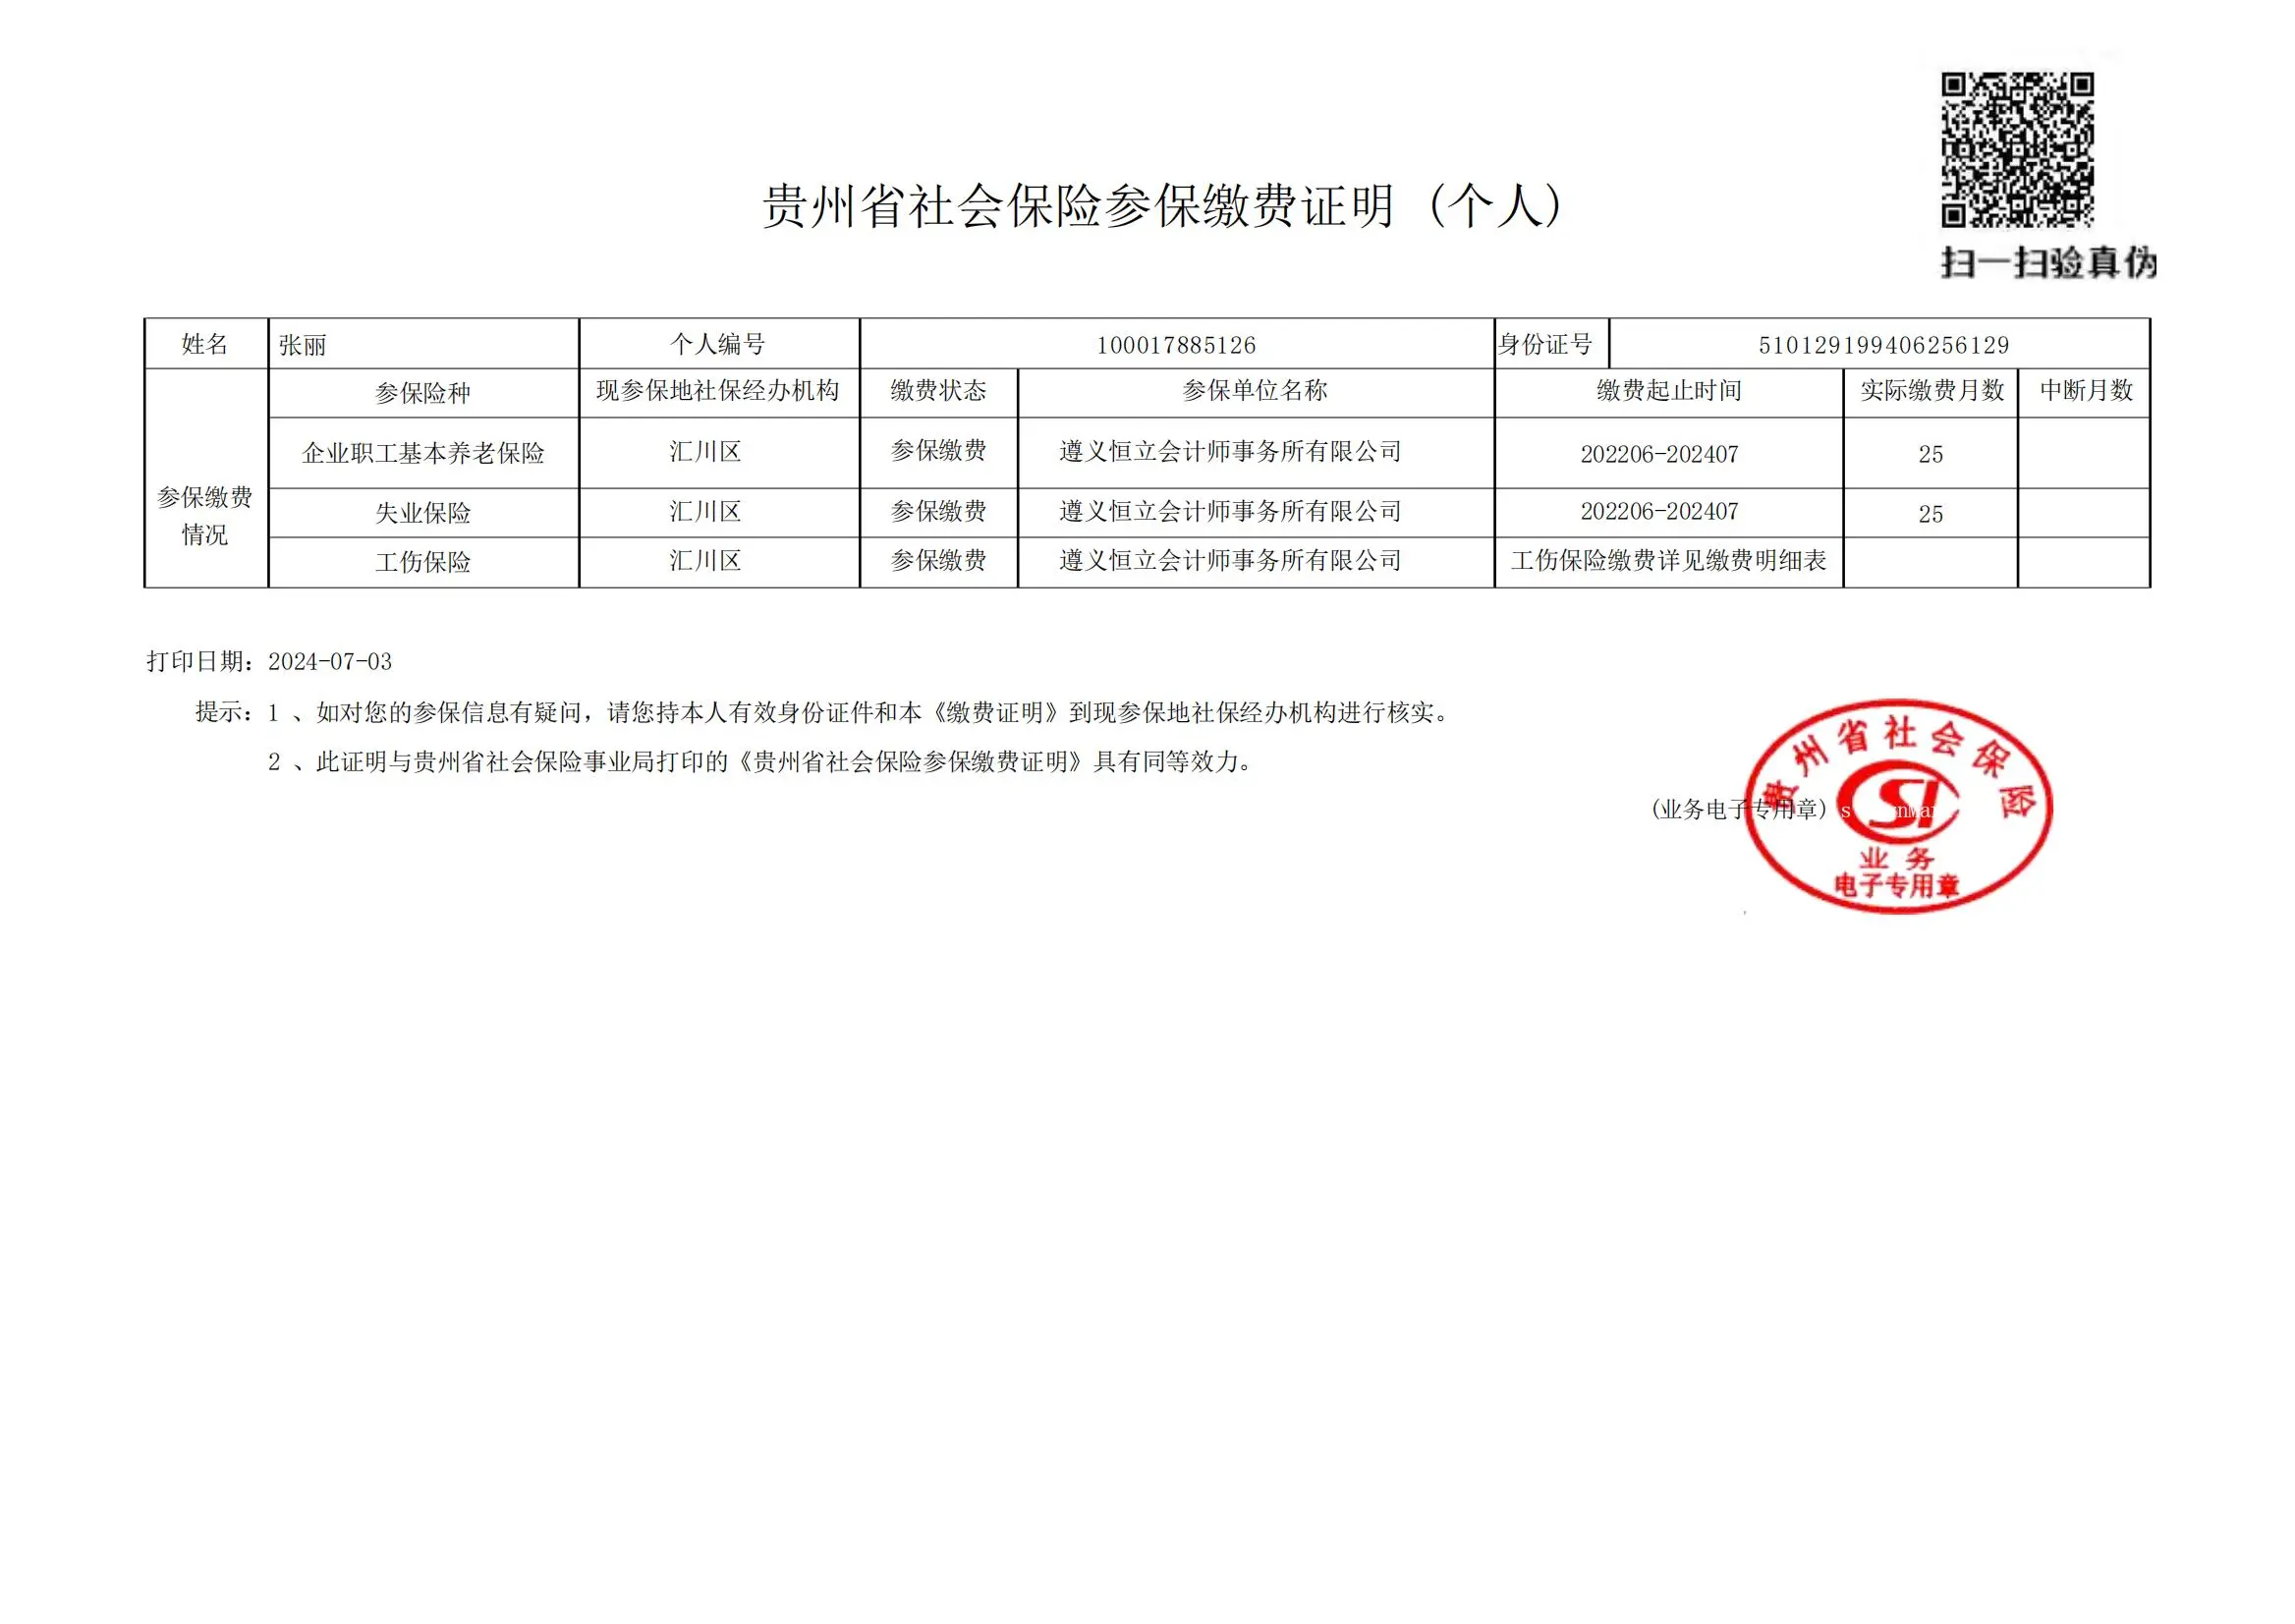 扫一扫验真伪
贵州省社会保险参保缴费证明 (个人)
姓名 张丽 个人编号 100017885126 身份证号 510129199406256129
参保缴费情况
参保险种 现参保地社保经办机构 缴费状态 参保单位名称 缴费起止时间 实际缴费月数 中断月数
企业职工基本养老保险 汇川区 参保缴费 遵义恒立会计师事务所有限公司 202206-202407 25
失业保险 汇川区 参保缴费 遵义恒立会计师事务所有限公司 202206-202407 25
工伤保险 汇川区 参保缴费 遵义恒立会计师事务所有限公司 工伤保险缴费详见缴费明细表
打印日期：2024-07-03
提示：1 、如对您的参保信息有疑问，请您持本人有效身份证件和本《缴费证明》到现参保地社保经办机构进行核实。
2 、此证明与贵州省社会保险事业局打印的《贵州省社会保险参保缴费证明》具有同等效力。
(业务电子专用章)
贵州省社会保险
业务
电子专用章